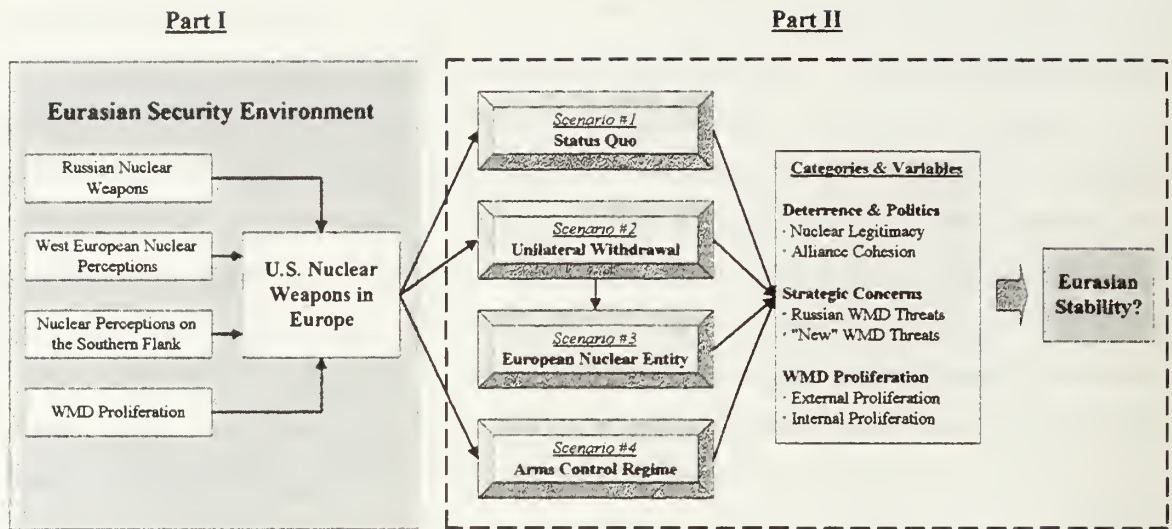 Part I
Eurasian Security Environment
Russian Nuclear
Weapons
West European Nuclear
Perceptions
Nuclear Perceptions on
the Southern Flank
WMD Proliferation
U.S. Nuclear
Weapons in
Europe
Part II
Scenario #1
Status Quo
Scenario #2
Unilateral Withdrawal
Scenario #3
European Nuclear Entity
Scenario #4
Arms Control Regime
Categories & Variables
Deterrence & Politics
· Nuclear Legitimacy
· Alliance Cohesion
Strategic Concerns
· Russian WMD Threats
· "New" WMD Threats
WMD Proliferation
· External Proliferation
· Internal Proliferation
Eurasian
Stability?